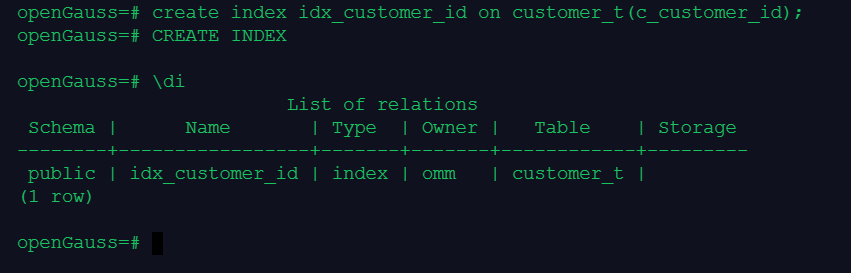 openGauss=# create index idx_customer_id on customer_t(c_customer_id);
openGauss=# CREATE INDEX
openGauss=# \di
                        List of relations
 Schema |      Name       | Type  | Owner |   Table    | Storage
--------+-----------------+-------+-------+------------+---------
 public | idx_customer_id | index | omm   | customer_t |
(1 row)
openGauss=#